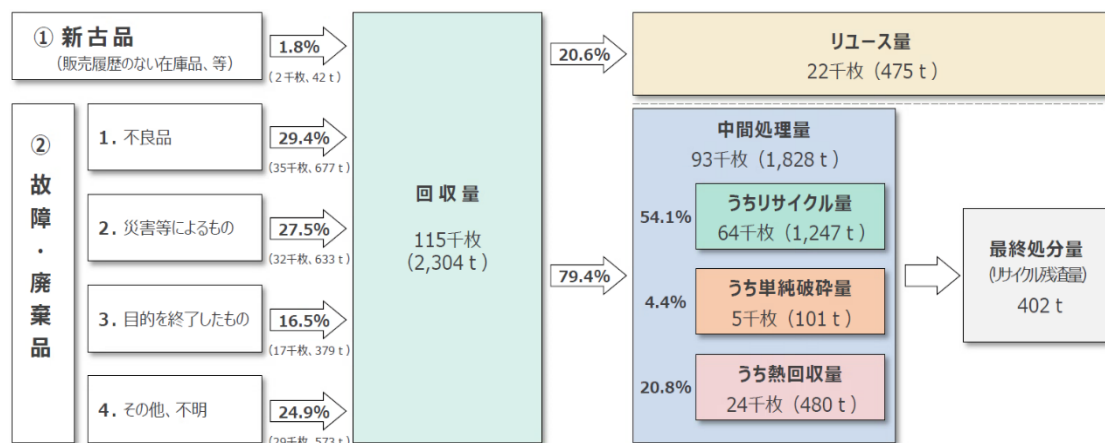 ① 新古品
(販売履歴のない在庫品、等)
1.8%
(2千枚、42 t)
② 故障・廃棄品
1. 不良品
29.4%
(35千枚、677 t)
2. 災害等によるもの
27.5%
(32千枚、633 t)
3. 目的を終了したもの
16.5%
(17千枚、379 t)
4. その他、不明
24.9%
(29千枚、573 t)
回収量
115千枚
(2,304 t)
20.6%
リユース量
22千枚（475 t）
79.4%
中間処理量
93千枚（1,828 t）
54.1%
うちリサイクル量
64千枚（1,247 t）
4.4%
うち単純破砕量
5千枚（101 t）
20.8%
うち熱回収量
24千枚（480 t）
最終処分量
(リサイクル残渣量)
402 t